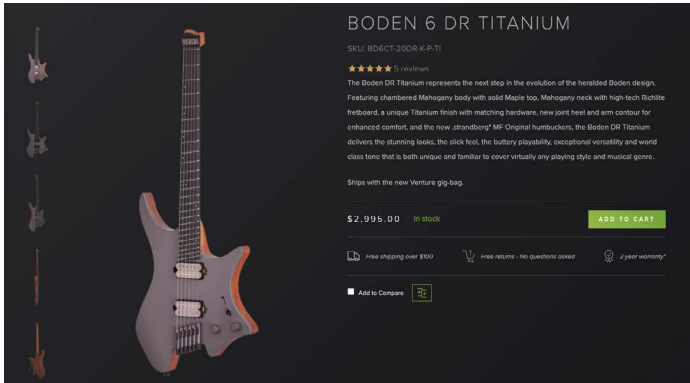 BODEN 6 DR TITANIUM
SKU: BD6CT-20DR-K-P-TI
5 reviews
The Boden DR Titanium represents the next step in the evolution of the heralded Boden design.
Featuring chambered Mahogany body with solid Maple top, Mahogany neck with high-tech Richlite
fretboard, a unique Titanium finish with matching hardware, new joint heel and arm contour for
enhanced comfort, and the new .strandberg* MF Original humbuckers, the Boden DR Titanium
delivers the stunning looks, the slick feel, the buttery playability, exceptional versatility and world
class tone that is both unique and familiar to cover virtually any playing style and musical genre.
Ships with the new Venture gig-bag.
$2,995.00 In stock ADD TO CART
Free shipping over $100 Free returns - No questions asked 2 year warranty*
Add to Compare